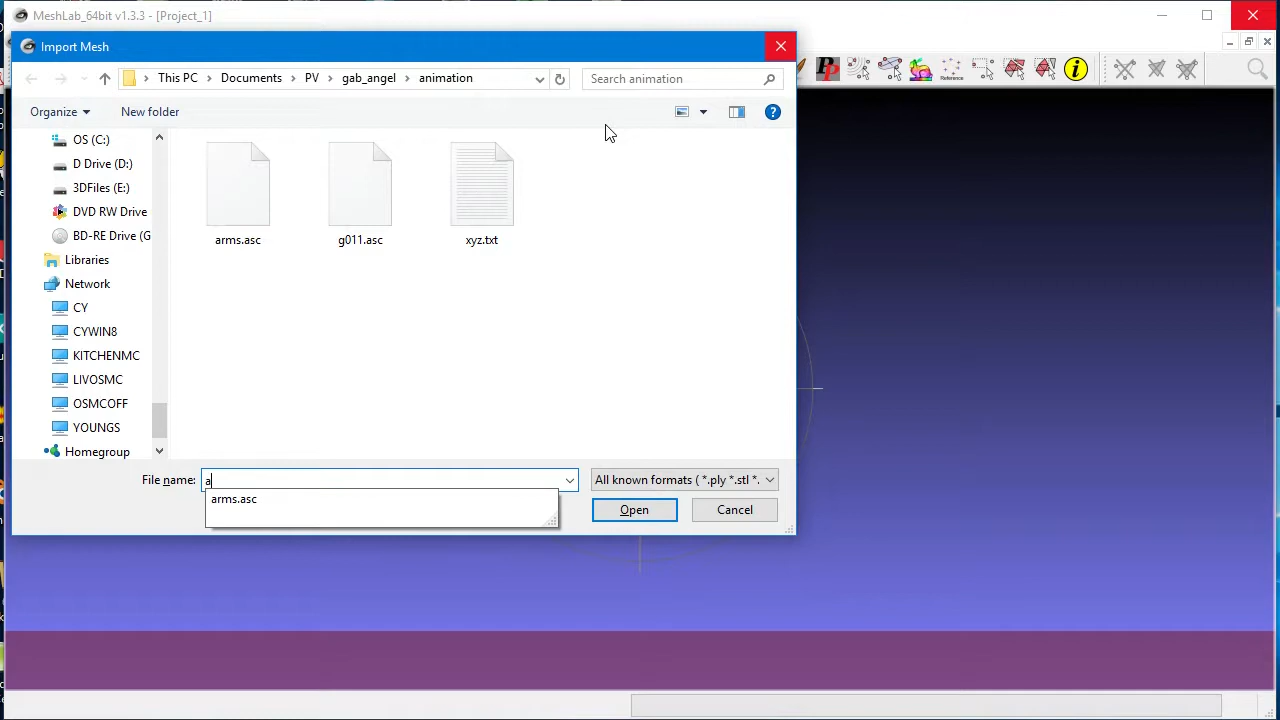 MeshLab_64bit v1.3.3 - [Project_1]
Import Mesh
This PC > Documents > PV > gab_angel > animation
Search animation
Organize
New folder
OS (C:)
D Drive (D:)
3DFiles (E:)
DVD RW Drive
BD-RE Drive (G
Libraries
Network
CY
CYWIN8
KITCHENMC
LIVOSMC
OSMCOFF
YOUNGS
Homegroup
arms.asc
g011.asc
xyz.txt
File name:
a
arms.asc
All known formats ( *.ply *.stl *.
Open
Cancel
PP
Reference